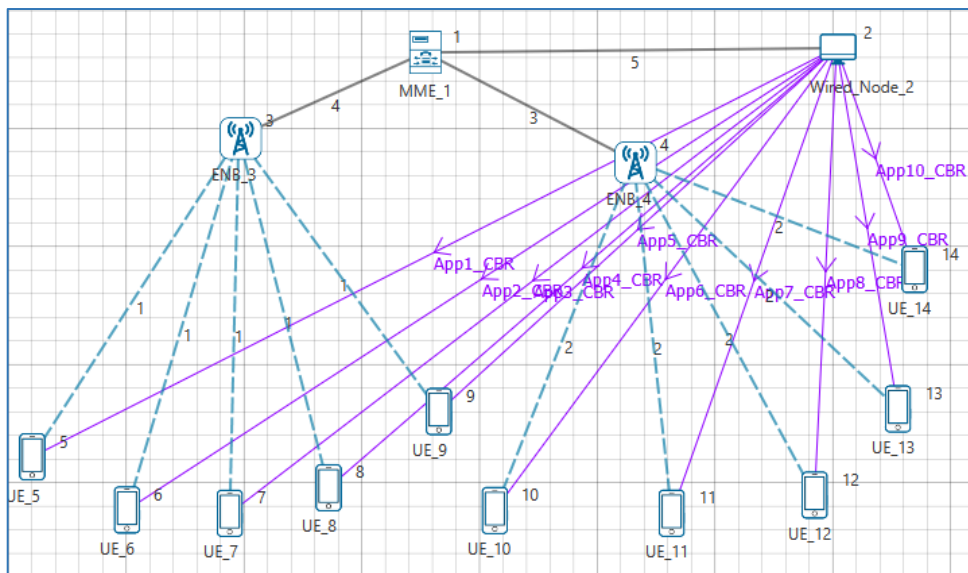 1
MME_1
2
Wired_Node_2
5
4
3
3
ENB_3
4
ENB_4
App10_CBR
App9_CBR
App5_CBR
App1_CBR
App4_CBR
App8_CBR
App2_CBR
App3_CBR
App6_CBR
App7_CBR
2
14
UE_14
1
1
1
1
1
2
2
2
2
5
UE_5
6
UE_6
7
UE_7
8
UE_8
9
UE_9
10
UE_10
11
UE_11
12
UE_12
13
UE_13